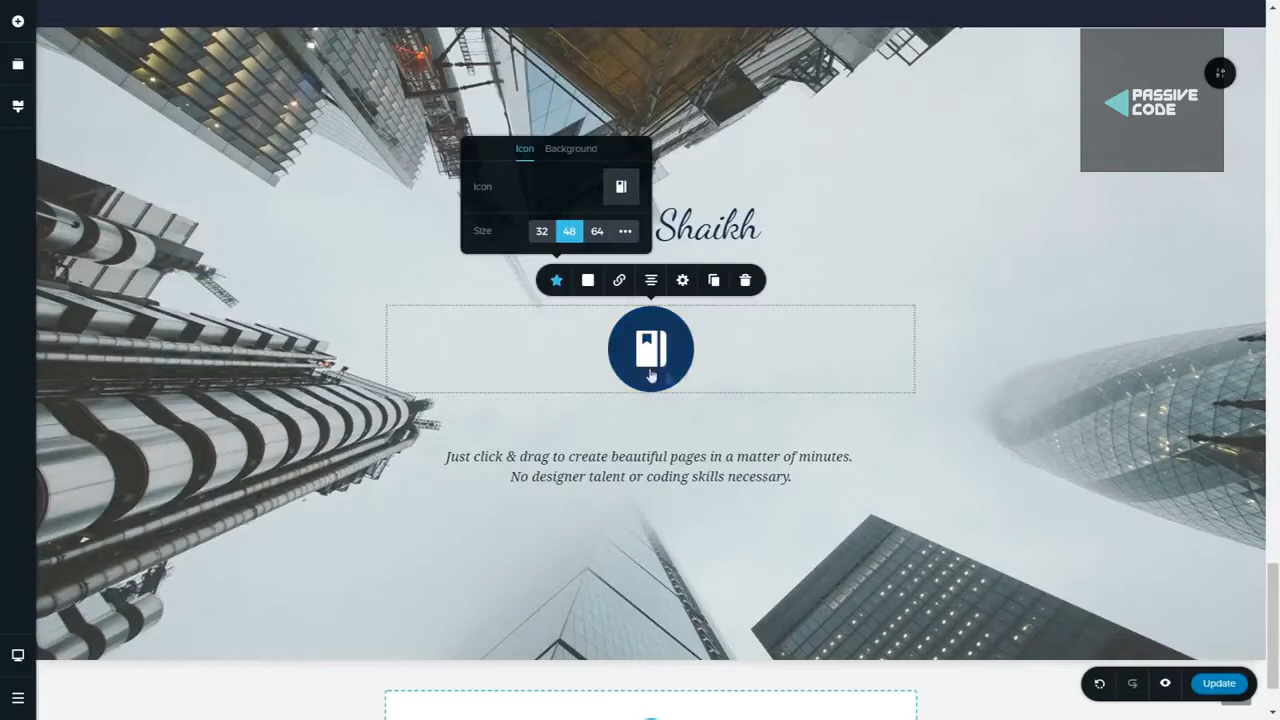 PASSIVE
CODE
Icon Background
Icon
Size 32 48 64
Shaikh
Just click & drag to create beautiful pages in a matter of minutes.
No designer talent or coding skills necessary.
Update